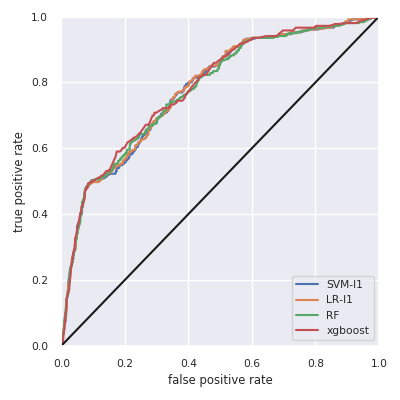 1.0
0.8
0.6
0.4
0.2
0.0
true positive rate
0.0 0.2 0.4 0.6 0.8 1.0
false positive rate
SVM-l1
LR-l1
RF
xgboost